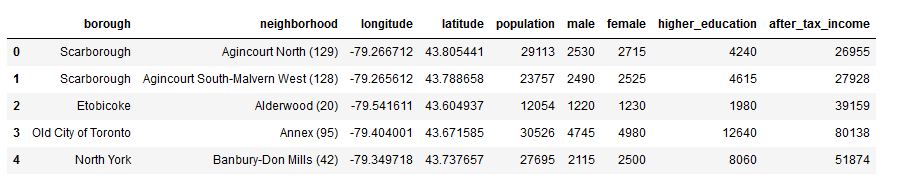 borough neighborhood longitude latitude population male female higher_education after_tax_income
0 Scarborough Agincourt North (129) -79.266712 43.805441 29113 2530 2715 4240 26955
1 Scarborough Agincourt South-Malvern West (128) -79.265612 43.788658 23757 2490 2525 4615 27928
2 Etobicoke Alderwood (20) -79.541611 43.604937 12054 1220 1230 1980 39159
3 Old City of Toronto Annex (95) -79.404001 43.671585 30526 4745 4980 12640 80138
4 North York Banbury-Don Mills (42) -79.349718 43.737657 27695 2115 2500 8060 51874